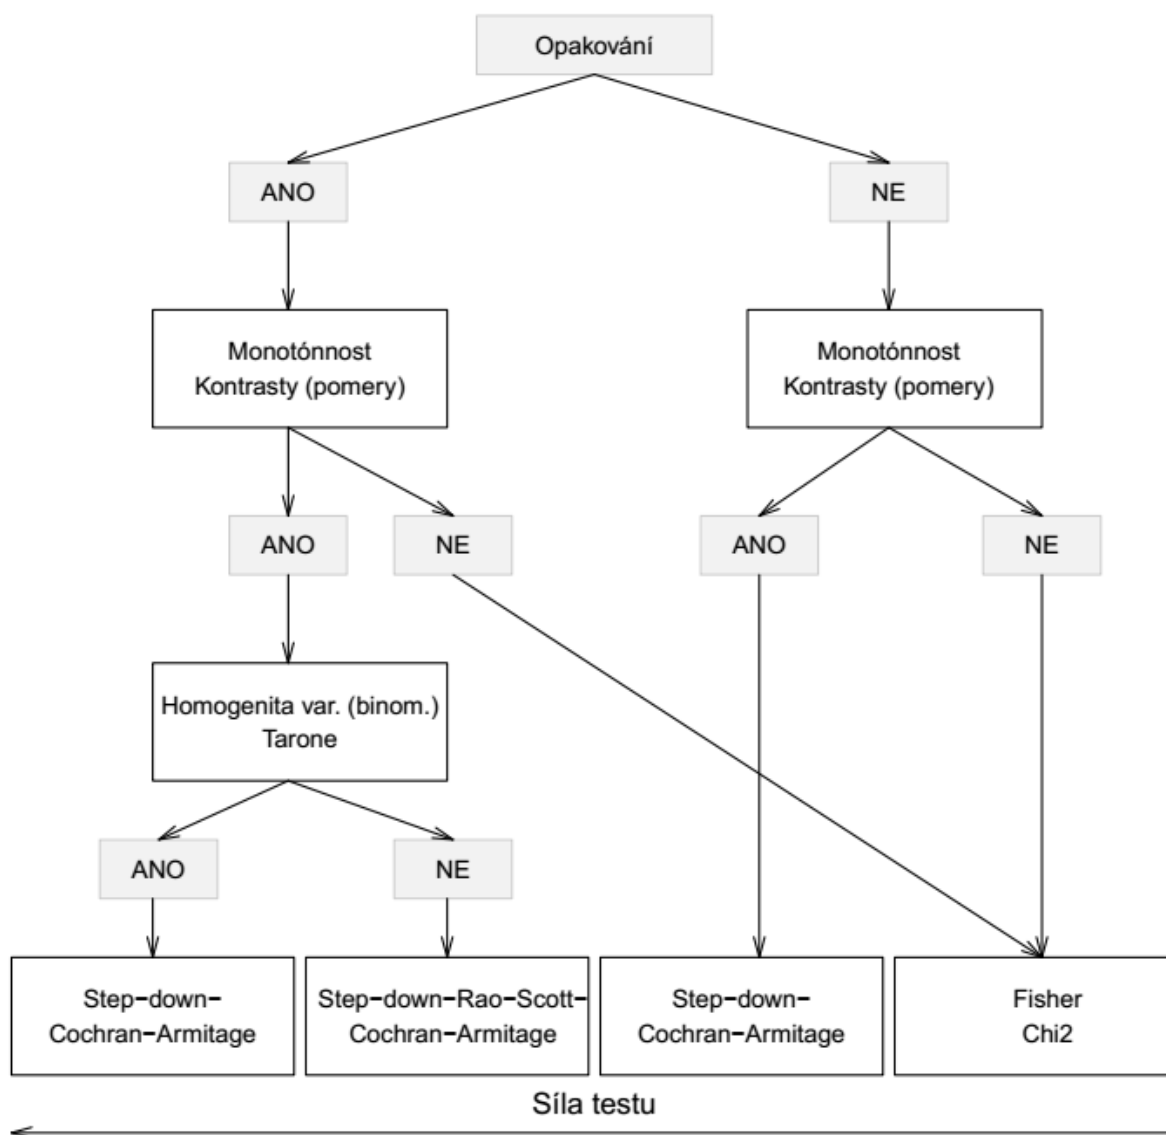 Opakování
ANO
NE
Monotónnost
Kontrasty (pomery)
Monotónnost
Kontrasty (pomery)
ANO
NE
ANO
NE
Homogenita var. (binom.)
Tarone
ANO
NE
Step-down-
Cochran-Armitage
Step-down-Rao-Scott-
Cochran-Armitage
Step-down-
Cochran-Armitage
Fisher
Chi2
Síla testu